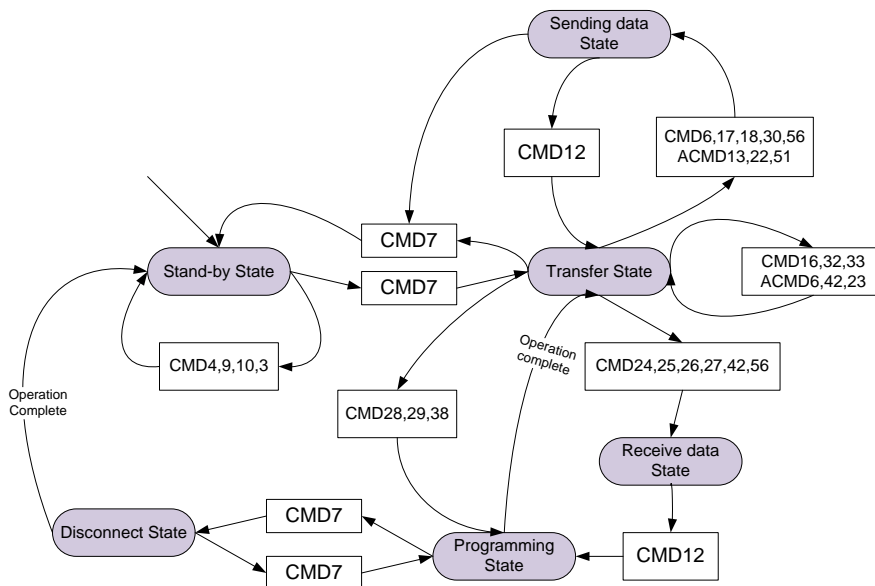 Sending data
State
CMD12
CMD6,17,18,30,56
ACMD13,22,51
CMD7
Stand-by State
CMD7
Transfer State
CMD16,32,33
ACMD6,42,23
CMD4,9,10,3
Operation
complete
CMD24,25,26,27,42,56
Operation
Complete
CMD28,29,38
Receive data
State
CMD7
Disconnect State
CMD7
Programming
State
CMD12